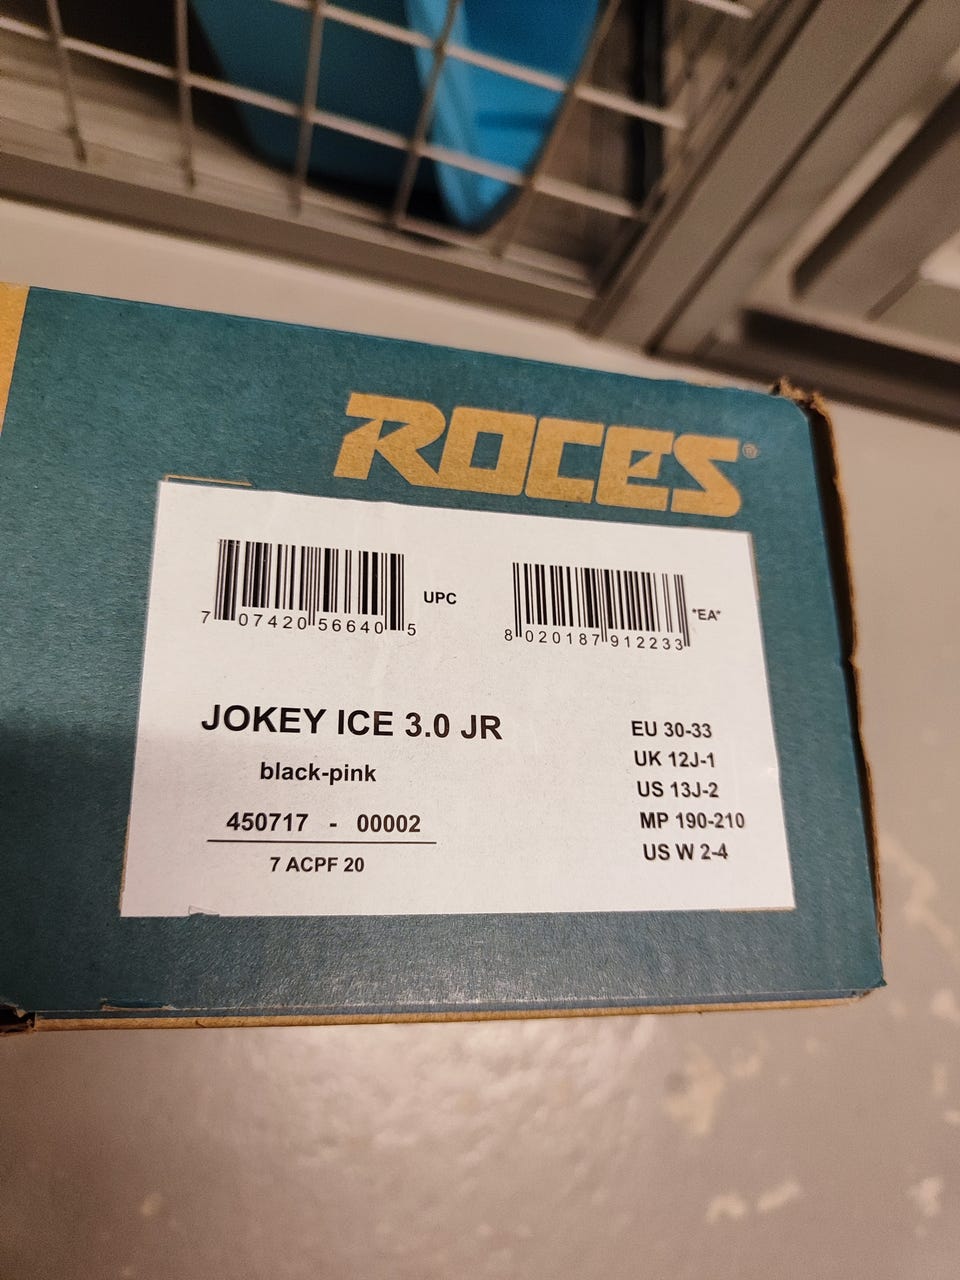 ROCES®
7 07420 56640 5 UPC
8 020187 912233 *EA*
JOKEY ICE 3.0 JR
black-pink
450717 - 00002
7 ACPF 20
EU 30-33
UK 12J-1
US 13J-2
MP 190-210
US W 2-4